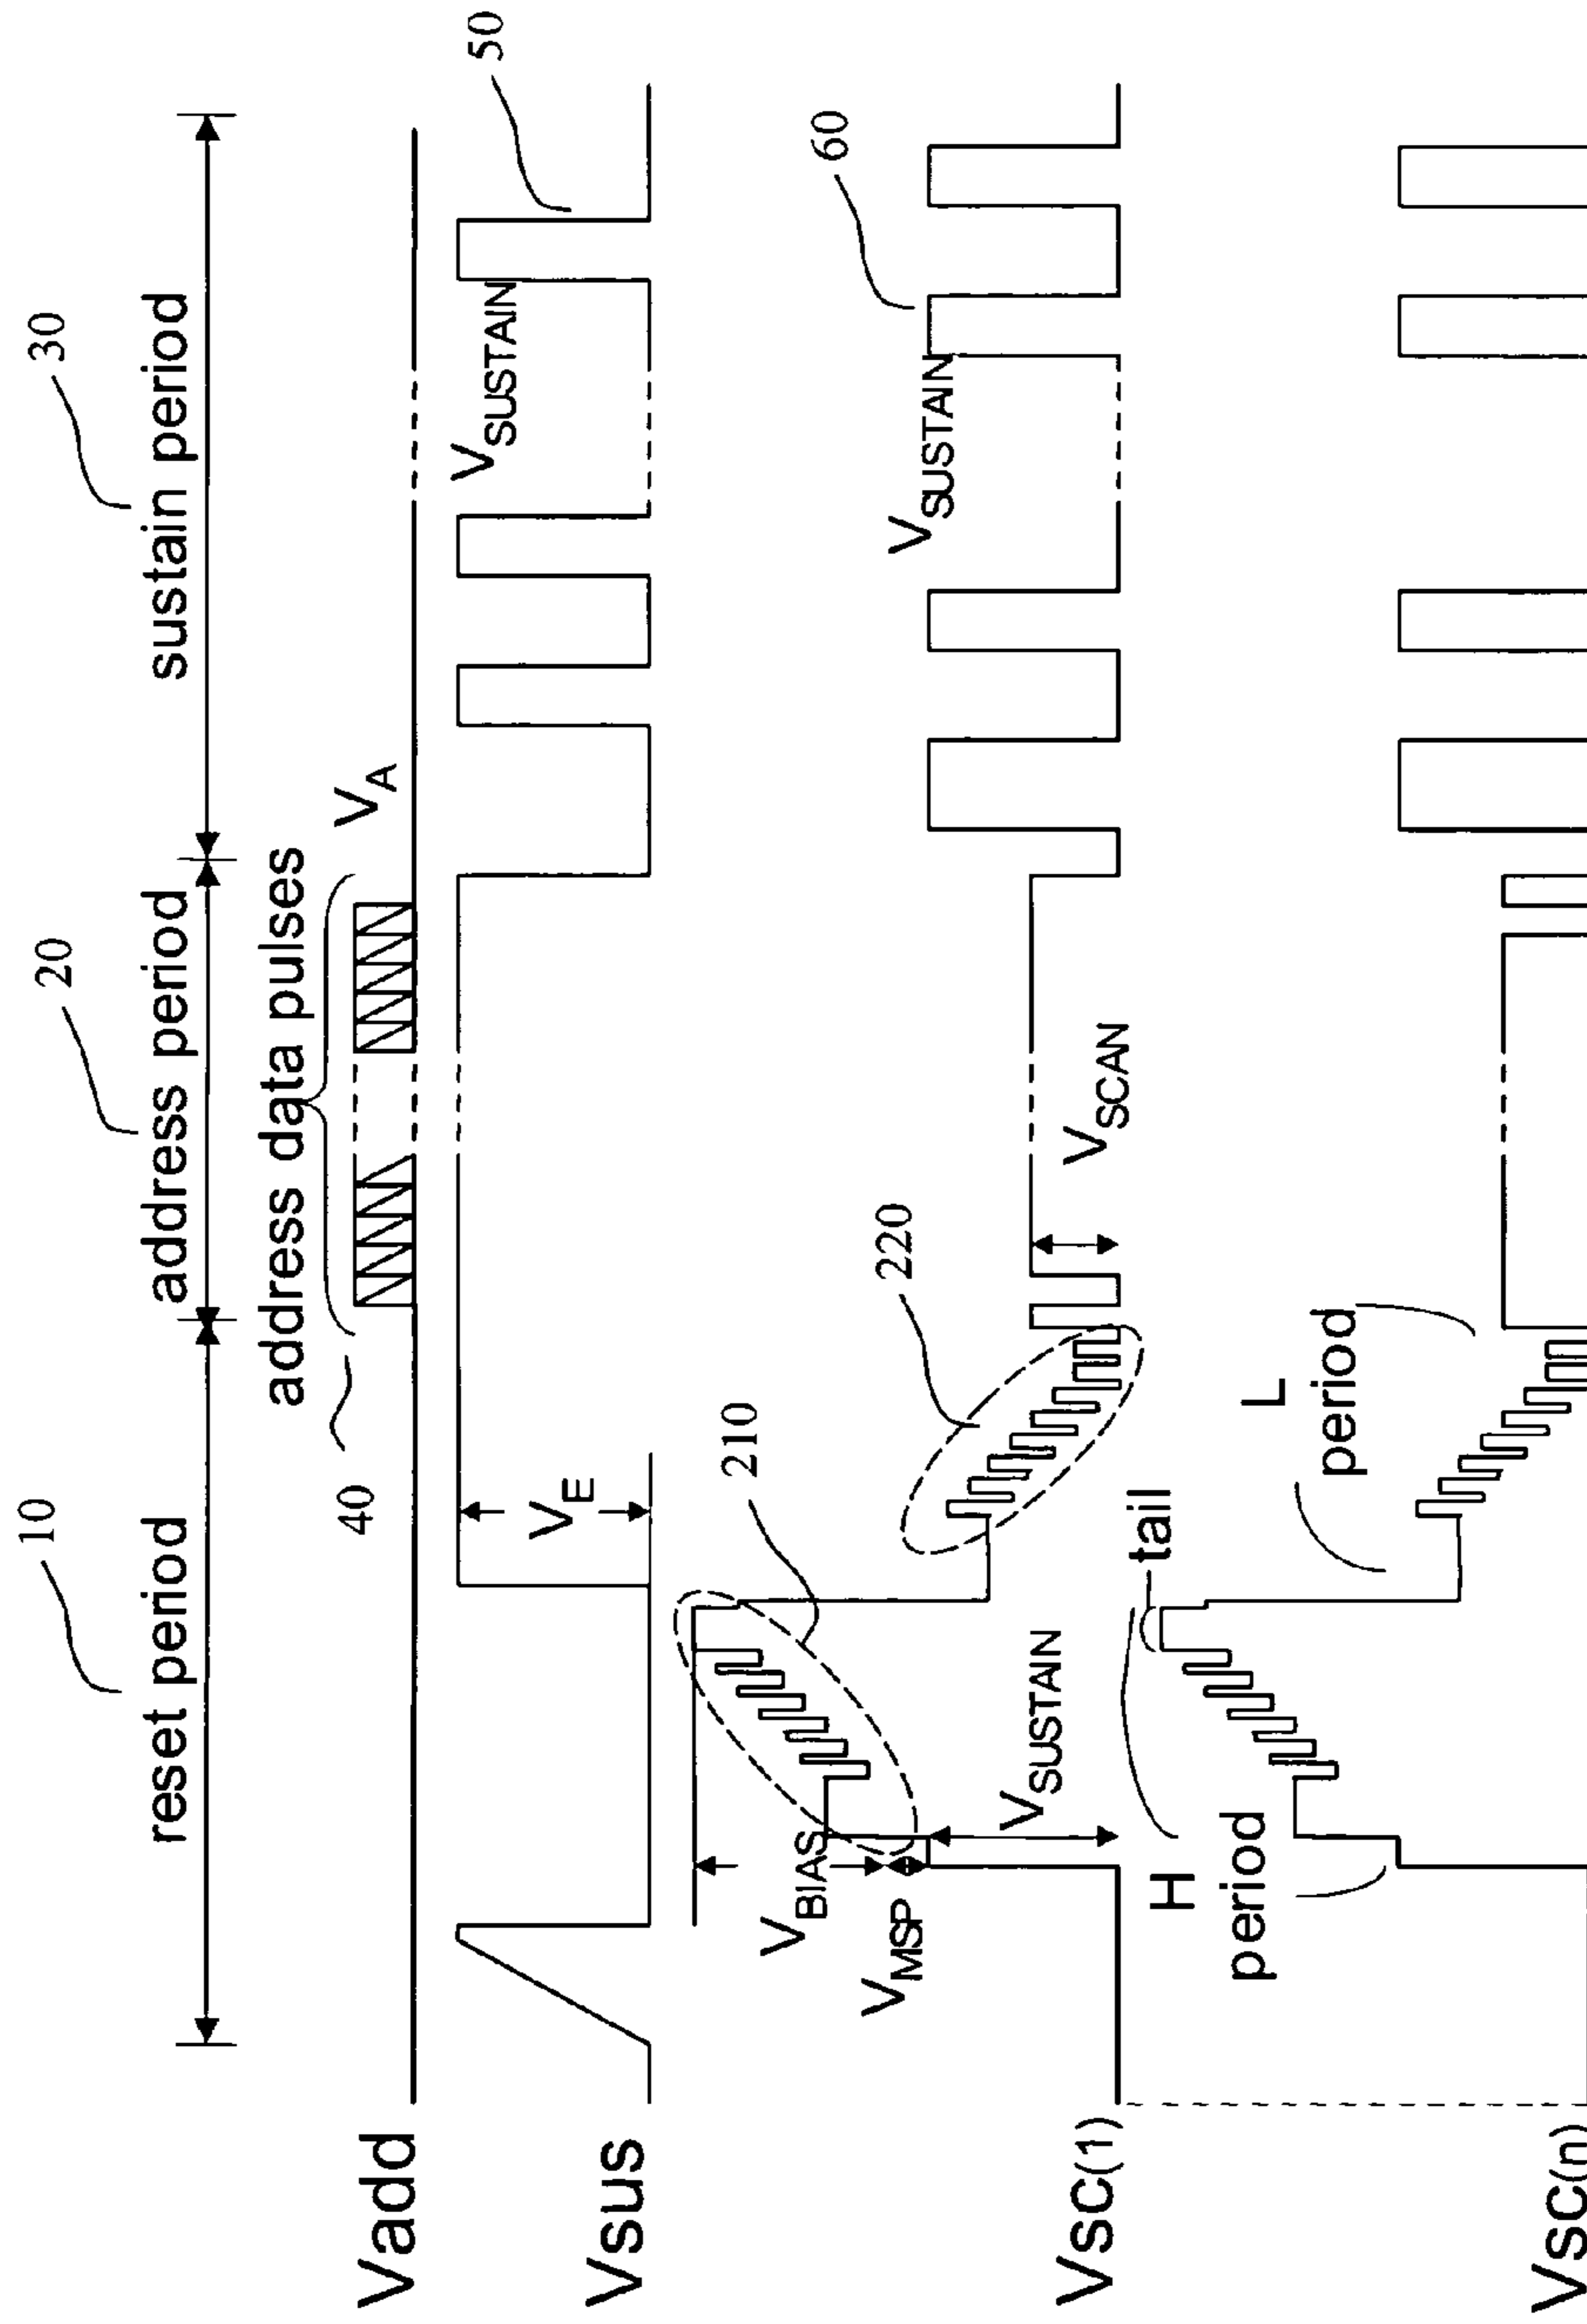 10
20
30
reset period
address period
sustain period
address data pulses
40
V_A
Vadd
V_E
V_SUSTAIN
50
Vsus
210
220
V_BIAS
V_MSP
V_SUSTAIN
V_SCAN
V_SUSTAIN
60
Vsc(1)
H
period
tail
L
period
Vsc(n)